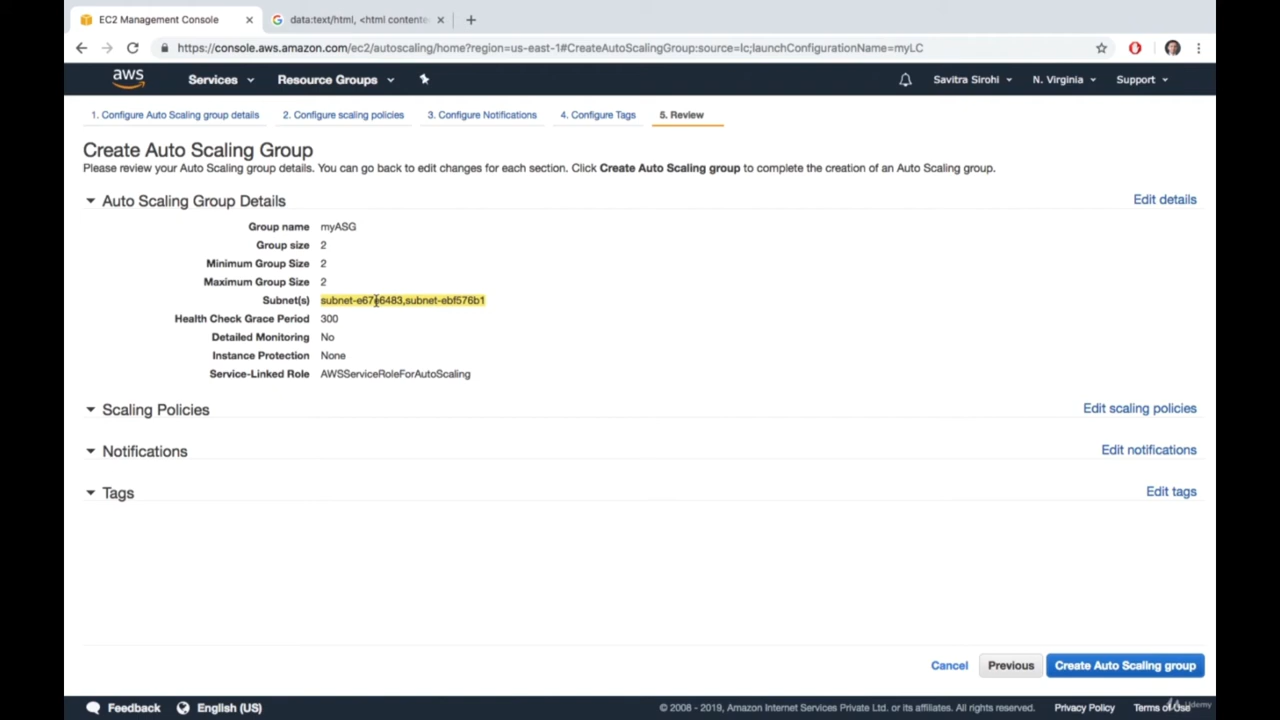 EC2 Management Console
data:text/html, <html contente
https://console.aws.amazon.com/ec2/autoscaling/home?region=us-east-1#CreateAutoScalingGroup:source=lc;launchConfigurationName=myLC
aws Services Resource Groups Savitra Sirohi N. Virginia Support
1. Configure Auto Scaling group details 2. Configure scaling policies 3. Configure Notifications 4. Configure Tags 5. Review
Create Auto Scaling Group
Please review your Auto Scaling group details. You can go back to edit changes for each section. Click Create Auto Scaling group to complete the creation of an Auto Scaling group.
Auto Scaling Group Details Edit details
Group name myASG
Group size 2
Minimum Group Size 2
Maximum Group Size 2
Subnet(s) subnet-ebf576b1
Health Check Grace Period 300
Detailed Monitoring No
Instance Protection None
Service-Linked Role AWSServiceRoleForAutoScaling
Scaling Policies Edit scaling policies
Notifications Edit notifications
Tags Edit tags
Cancel Previous Create Auto Scaling group
Feedback English (US) © 2008 - 2019, Amazon Internet Services Private Ltd. or its affiliates. All rights reserved. Privacy Policy Terms of Use
Udemy